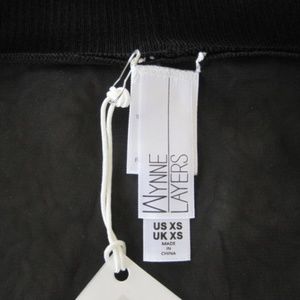 WYNNE
LAYERS
US XS
UK XS
MADE
IN
CHINA